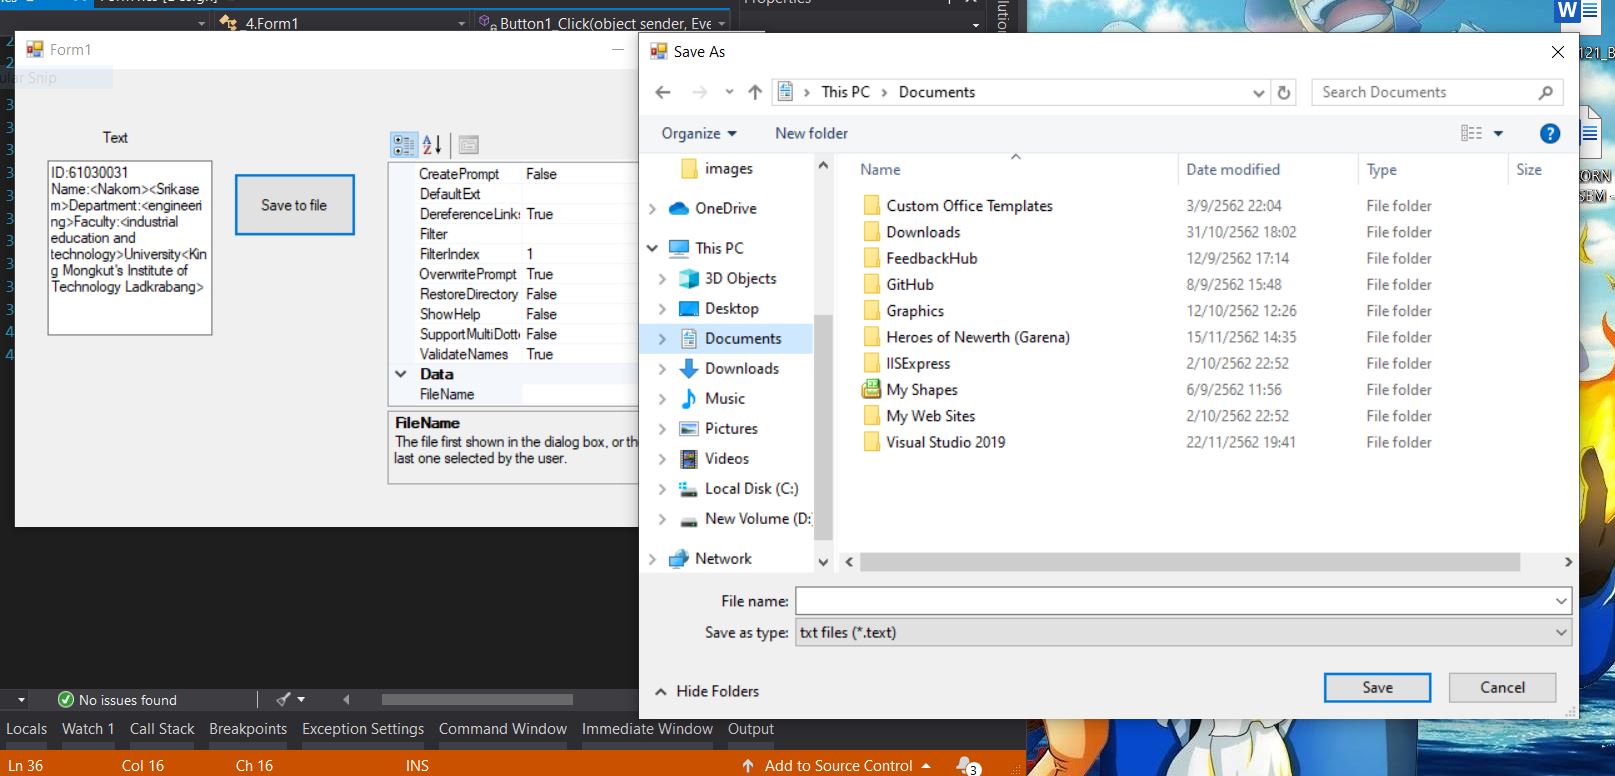 _4.Form1
Button1_Click(object sender, Eve
Form1
ular Snip
Text
ID:61030031
Name:<Nakorn><Srikase
m>Department:<engineeri
ng>Faculty:<industrial
education and
technology>University<Kin
g Mongkut's Institute of
Technology Ladkrabang>
Save to file
CreatePrompt False
DefaultExt
DereferenceLink: True
Filter
FilterIndex 1
OverwritePrompt True
RestoreDirectory False
ShowHelp False
SupportMultiDott False
ValidateNames True
Data
FileName
FileName
The file first shown in the dialog box, or the
last one selected by the user.
Save As
This PC > Documents
Search Documents
Organize
New folder
images
OneDrive
This PC
3D Objects
Desktop
Documents
Downloads
Music
Pictures
Videos
Local Disk (C:)
New Volume (D:)
Network
Name Date modified Type Size
Custom Office Templates 3/9/2562 22:04 File folder
Downloads 31/10/2562 18:02 File folder
FeedbackHub 12/9/2562 17:14 File folder
GitHub 8/9/2562 15:48 File folder
Graphics 12/10/2562 12:26 File folder
Heroes of Newerth (Garena) 15/11/2562 14:35 File folder
IISExpress 2/10/2562 22:52 File folder
My Shapes 6/9/2562 11:56 File folder
My Web Sites 2/10/2562 22:52 File folder
Visual Studio 2019 22/11/2562 19:41 File folder
File name:
Save as type: txt files (*.text)
Hide Folders
Save
Cancel
121_B
No issues found
Locals Watch 1 Call Stack Breakpoints Exception Settings Command Window Immediate Window Output
Ln 36 Col 16 Ch 16 INS Add to Source Control 3